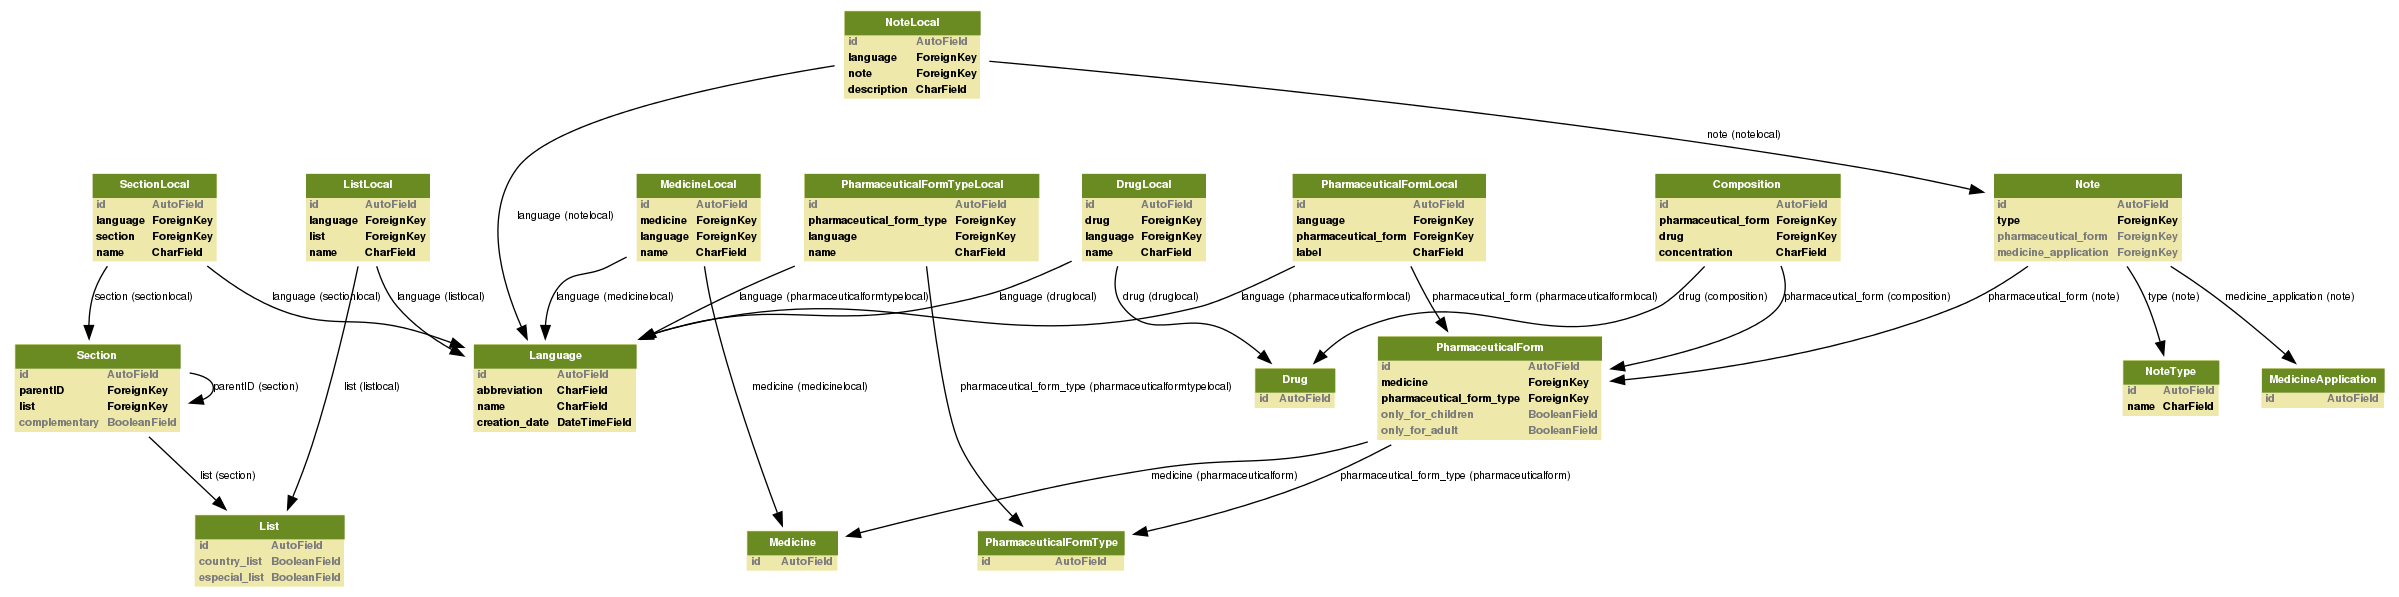 NoteLocal
id AutoField
language ForeignKey
note ForeignKey
description CharField
note (notelocal)
SectionLocal
id AutoField
language ForeignKey
section ForeignKey
name CharField
ListLocal
id AutoField
language ForeignKey
list ForeignKey
name CharField
language (notelocal)
MedicineLocal
id AutoField
medicine ForeignKey
language ForeignKey
name CharField
PharmaceuticalFormTypeLocal
id AutoField
pharmaceutical_form_type ForeignKey
language ForeignKey
name CharField
DrugLocal
id AutoField
drug ForeignKey
language ForeignKey
name CharField
PharmaceuticalFormLocal
id AutoField
language ForeignKey
pharmaceutical_form ForeignKey
label CharField
Composition
id AutoField
pharmaceutical_form ForeignKey
drug ForeignKey
concentration CharField
Note
id AutoField
type ForeignKey
pharmaceutical_form ForeignKey
medicine_application ForeignKey
section (sectionlocal)
language (sectionlocal)
language (listlocal)
language (medicinelocal)
language (pharmaceuticalformtypelocal)
language (druglocal)
drug (druglocal)
language (pharmaceuticalformlocal)
pharmaceutical_form (pharmaceuticalformlocal)
drug (composition)
pharmaceutical_form (composition)
pharmaceutical_form (note)
type (note)
medicine_application (note)
Section
id AutoField
parentID ForeignKey
list ForeignKey
complementary BooleanField
parentID (section)
list (listlocal)
Language
id AutoField
abbreviation CharField
name CharField
creation_date DateTimeField
medicine (medicinelocal)
pharmaceutical_form_type (pharmaceuticalformtypelocal)
Drug
id AutoField
PharmaceuticalForm
id AutoField
medicine ForeignKey
pharmaceutical_form_type ForeignKey
only_for_children BooleanField
only_for_adult BooleanField
NoteType
id AutoField
name CharField
MedicineApplication
id AutoField
list (section)
medicine (pharmaceuticalform)
pharmaceutical_form_type (pharmaceuticalform)
List
id AutoField
country_list BooleanField
especial_list BooleanField
Medicine
id AutoField
PharmaceuticalFormType
id AutoField